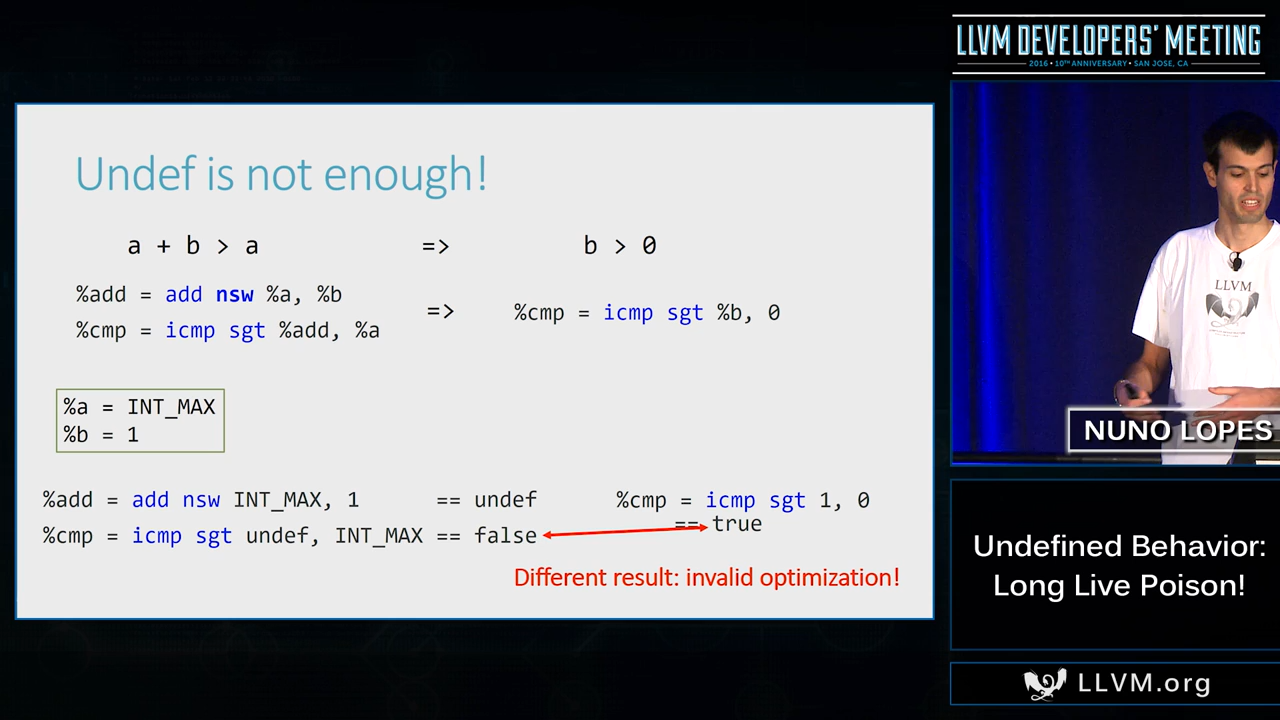 LLVM DEVELOPERS' MEETING
2016 • 10TH ANNIVERSARY • SAN JOSE, CA
Undef is not enough!
a + b > a => b > 0
%add = add nsw %a, %b
%cmp = icmp sgt %add, %a
=> %cmp = icmp sgt %b, 0
%a = INT_MAX
%b = 1
%add = add nsw INT_MAX, 1 == undef
%cmp = icmp sgt undef, INT_MAX == false
%cmp = icmp sgt 1, 0
== true
Different result: invalid optimization!
LLVM
NUNO LOPES
Undefined Behavior:
Long Live Poison!
LLVM.org